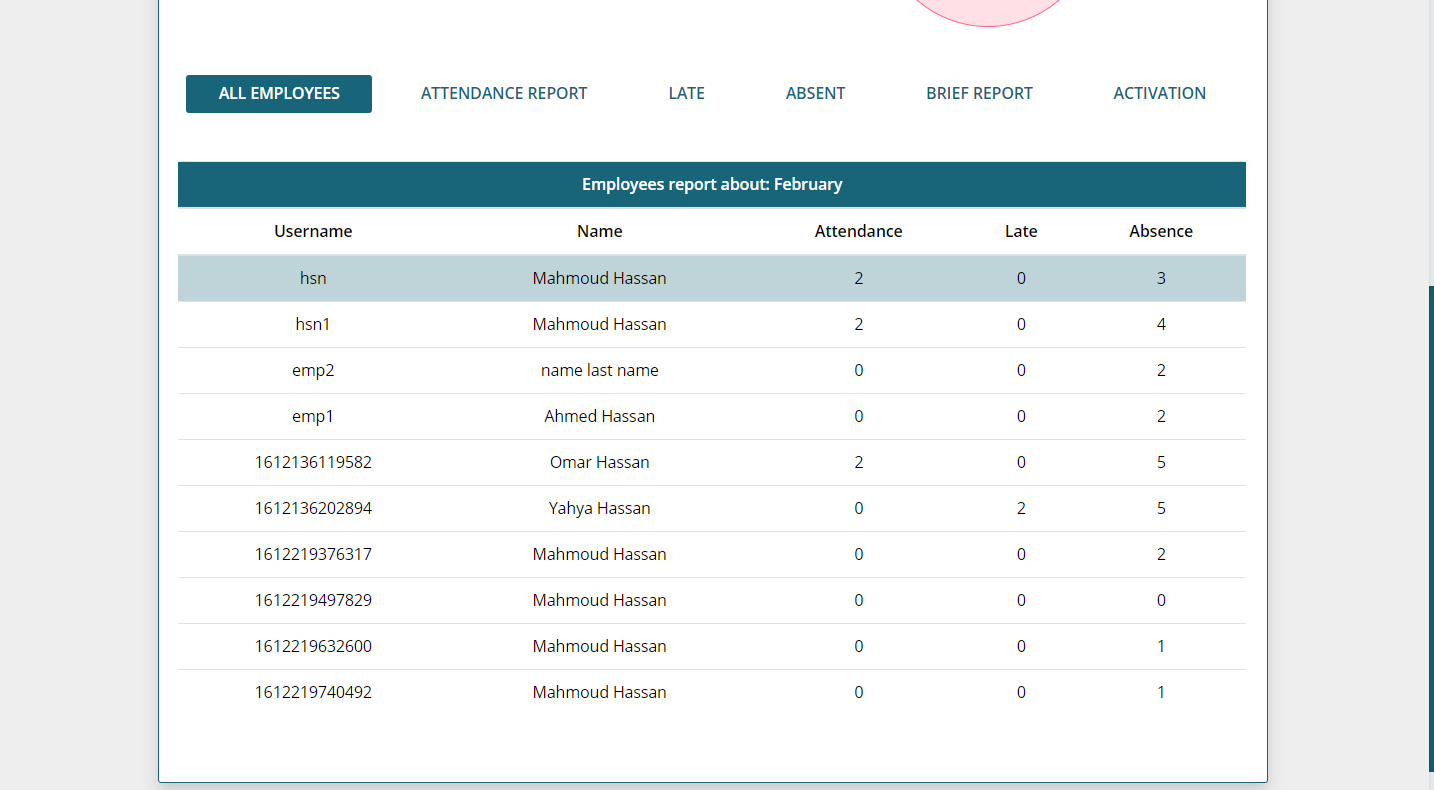 ALL EMPLOYEES ATTENDANCE REPORT LATE ABSENT BRIEF REPORT ACTIVATION
Employees report about: February
Username Name Attendance Late Absence
hsn Mahmoud Hassan 2 0 3
hsn1 Mahmoud Hassan 2 0 4
emp2 name last name 0 0 2
emp1 Ahmed Hassan 0 0 2
1612136119582 Omar Hassan 2 0 5
1612136202894 Yahya Hassan 0 2 5
1612219376317 Mahmoud Hassan 0 0 2
1612219497829 Mahmoud Hassan 0 0 0
1612219632600 Mahmoud Hassan 0 0 1
1612219740492 Mahmoud Hassan 0 0 1